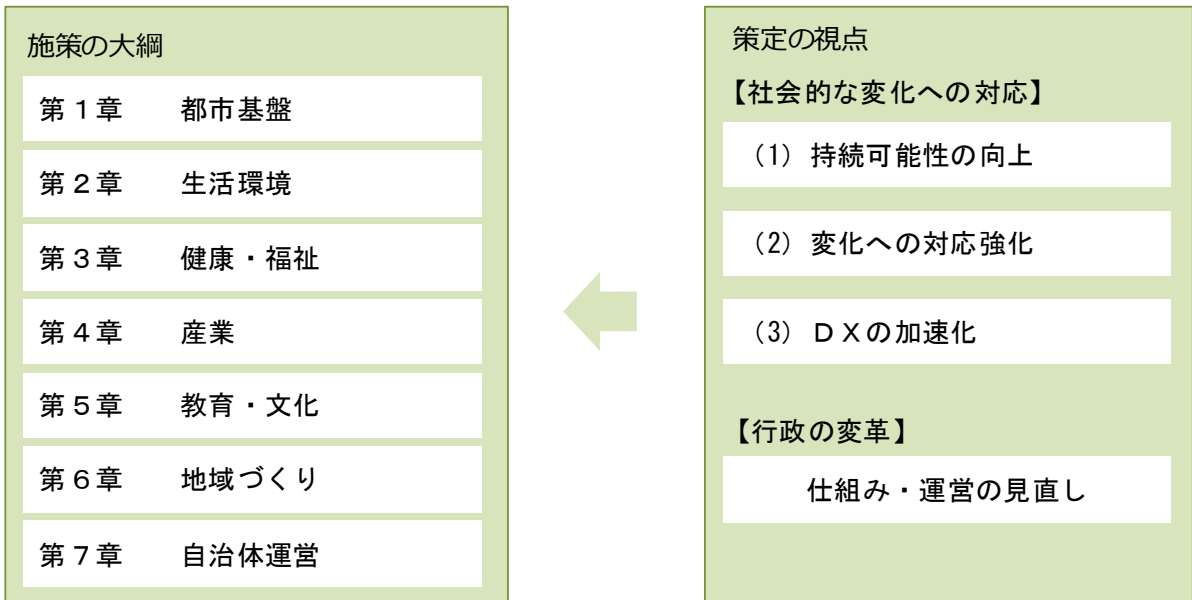 施策の大綱
第１章　都市基盤
第２章　生活環境
第３章　健康・福祉
第４章　産業
第５章　教育・文化
第６章　地域づくり
第７章　自治体運営
策定の視点
【社会的な変化への対応】
(1) 持続可能性の向上
(2) 変化への対応強化
(3) ＤＸの加速化
【行政の変革】
仕組み・運営の見直し